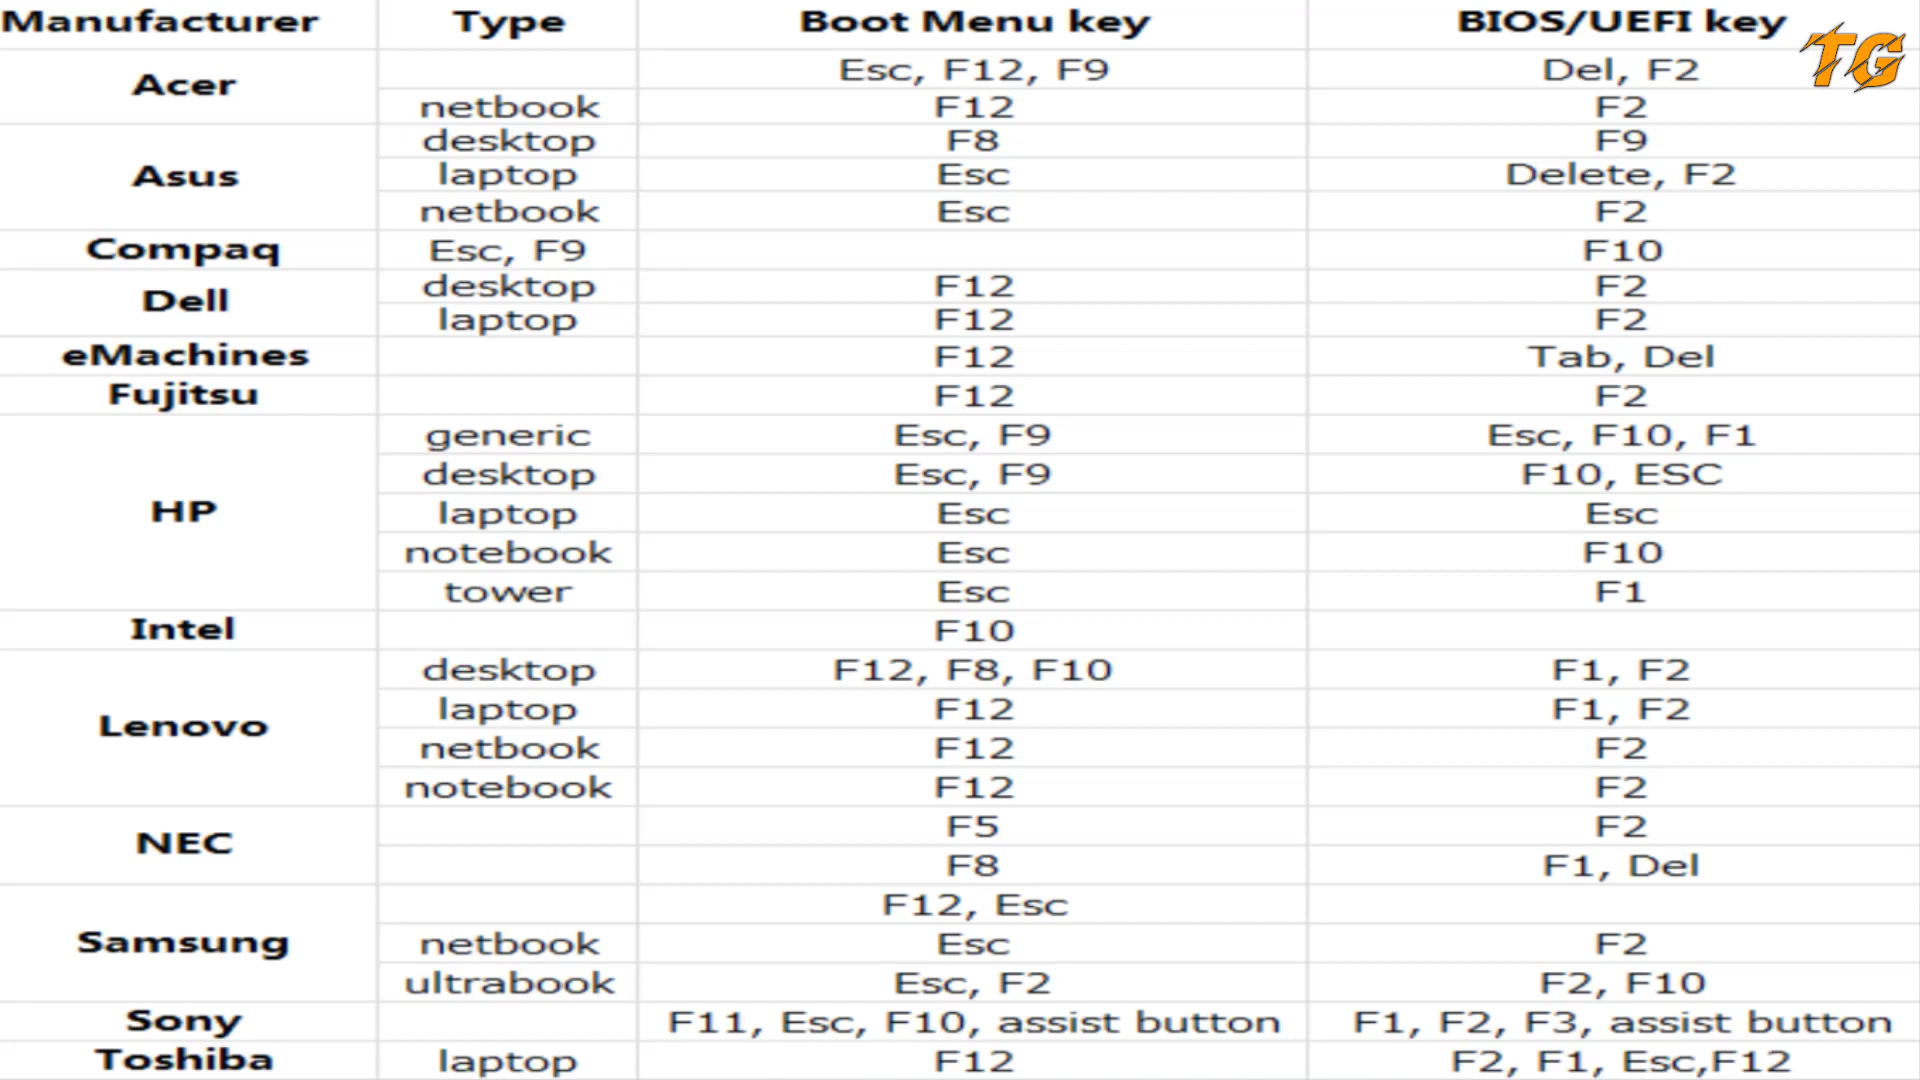 Manufacturer Type Boot Menu key BIOS/UEFI key
TG
Acer Esc, F12, F9 Del, F2
netbook F12 F2
Asus desktop F8 F9
laptop Esc Delete, F2
netbook Esc F2
Compaq Esc, F9 F10
Dell desktop F12 F2
laptop F12 F2
eMachines F12 Tab, Del
Fujitsu F12 F2
HP generic Esc, F9 Esc, F10, F1
desktop Esc, F9 F10, ESC
laptop Esc Esc
notebook Esc F10
tower Esc F1
Intel F10
Lenovo desktop F12, F8, F10 F1, F2
laptop F12 F1, F2
netbook F12 F2
notebook F12 F2
NEC F5 F2
F8 F1, Del
Samsung F12, Esc
netbook Esc F2
ultrabook Esc, F2 F2, F10
Sony F11, Esc, F10, assist button F1, F2, F3, assist button
Toshiba laptop F12 F2, F1, Esc,F12